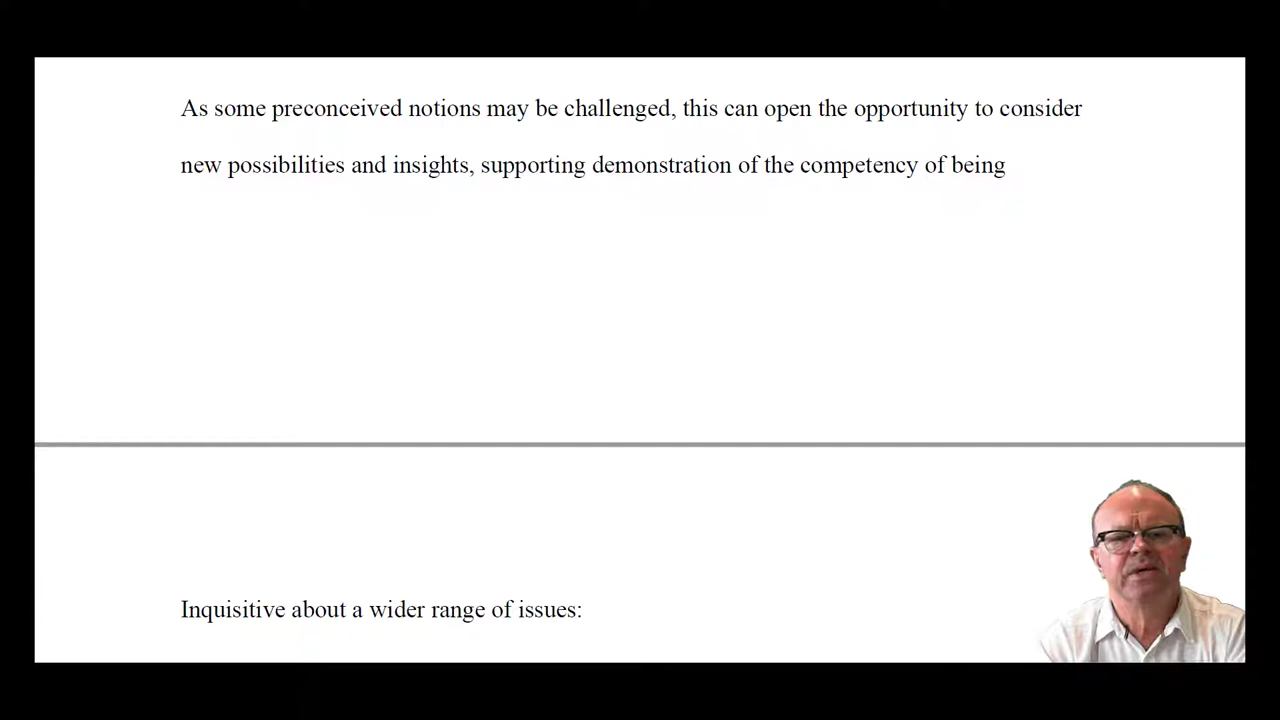 As some preconceived notions may be challenged, this can open the opportunity to consider
new possibilities and insights, supporting demonstration of the competency of being
Inquisitive about a wider range of issues: